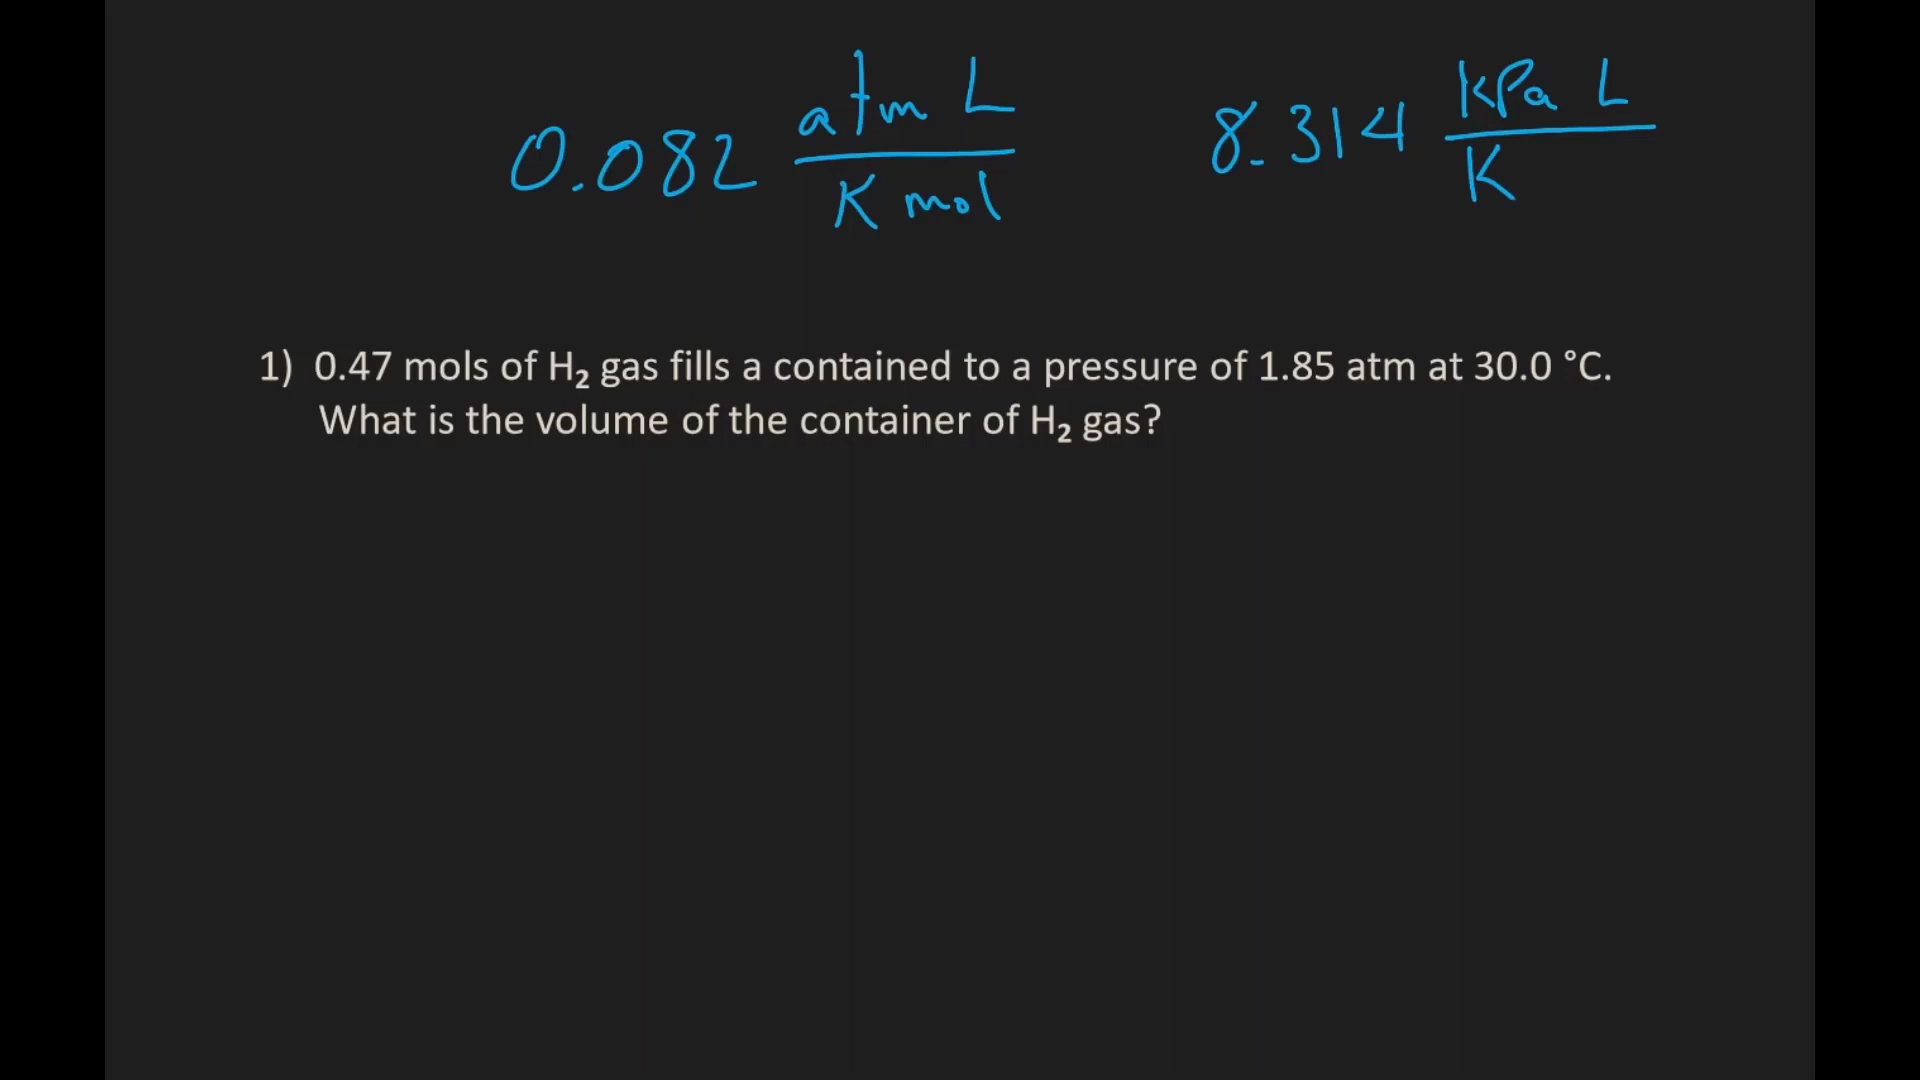 0.082 atm L / K mol
8.314 kPa L / K
1) 0.47 mols of H₂ gas fills a contained to a pressure of 1.85 atm at 30.0 °C.
What is the volume of the container of H₂ gas?